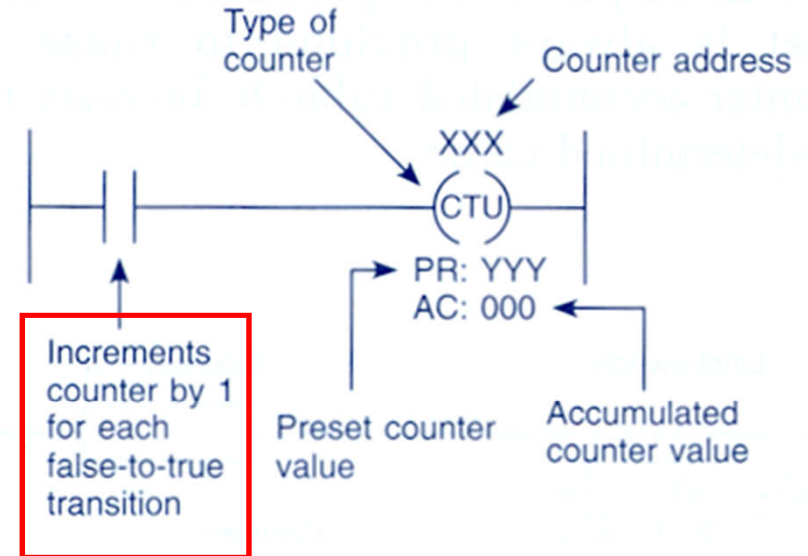 Type of
counter
Counter address
XXX
CTU
PR: YYY
AC: 000
Increments
counter by 1
for each
false-to-true
transition
Preset counter
value
Accumulated
counter value